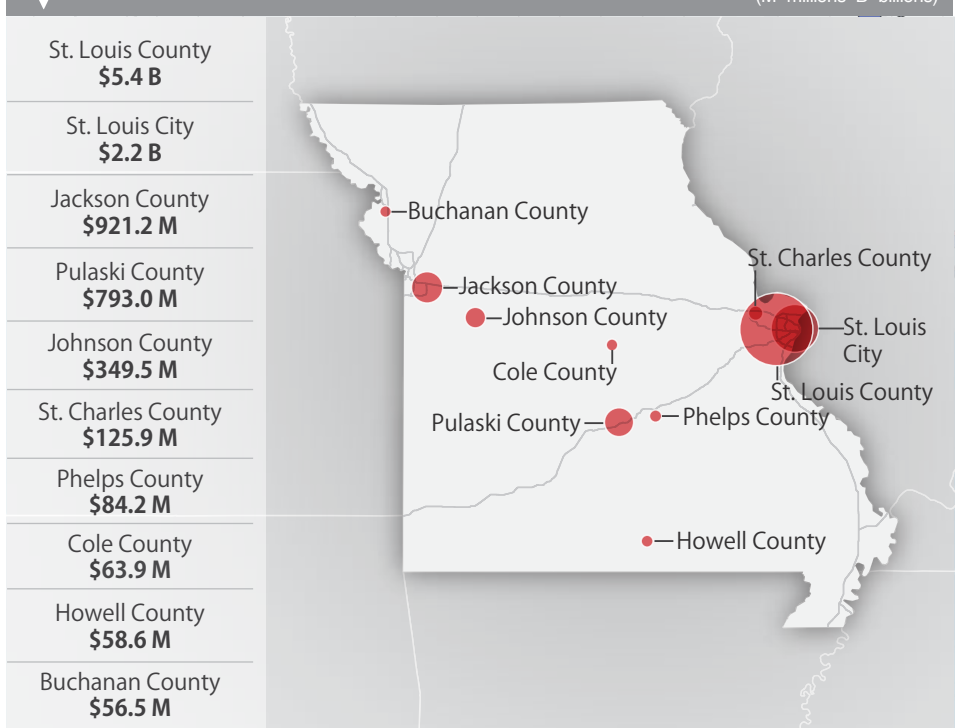 (M=millions B=billions)
St. Louis County
$5.4 B
St. Louis City
$2.2 B
Jackson County
$921.2 M
Pulaski County
$793.0 M
Johnson County
$349.5 M
St. Charles County
$125.9 M
Phelps County
$84.2 M
Cole County
$63.9 M
Howell County
$58.6 M
Buchanan County
$56.5 M
Buchanan County
St. Charles County
Jackson County
Johnson County
St. Louis
City
Cole County
St. Louis County
Pulaski County
Phelps County
Howell County